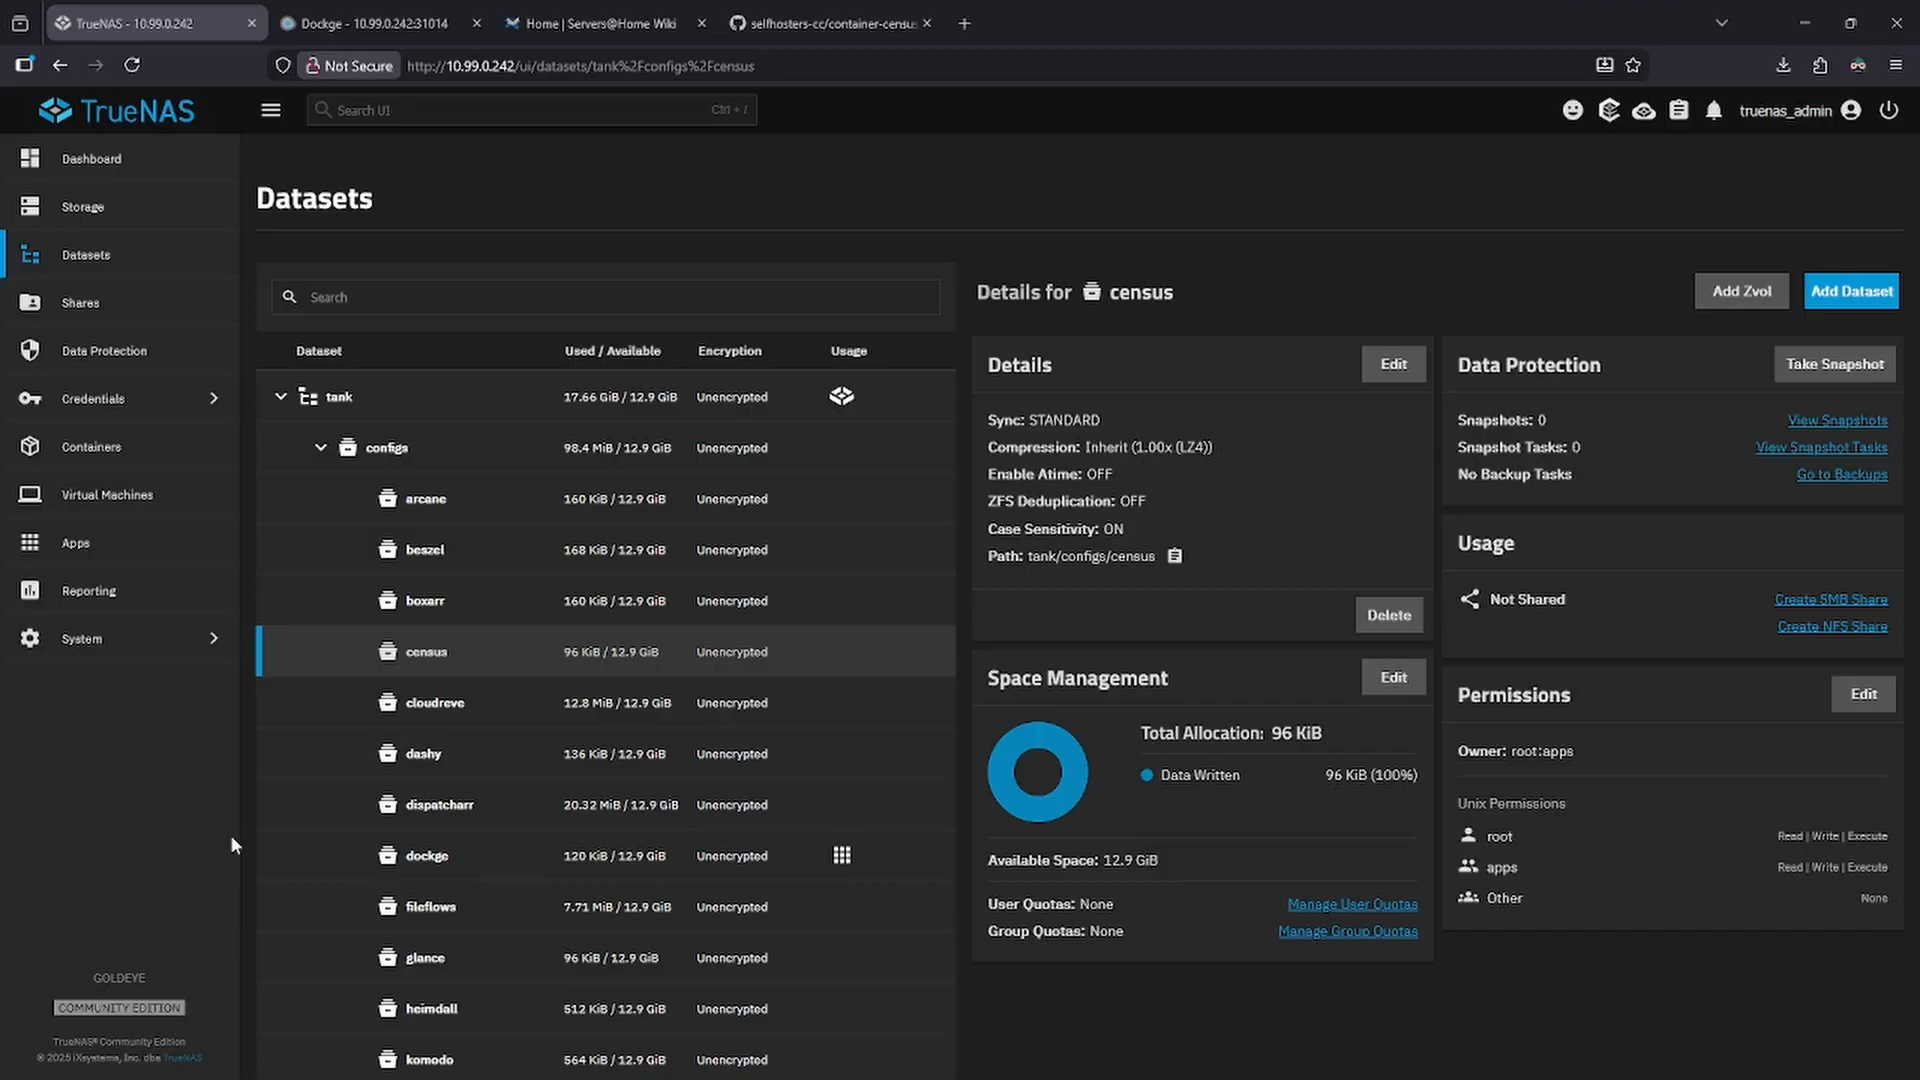 TrueNAS - 10.99.0.242
Dockge - 10.99.0.242:31014
Home | Servers@Home Wiki
selfhosters-cc/container-census
Not Secure
http://10.99.0.242/ui/datasets/tank%2Fconfigs%2Fcensus
TrueNAS
Search UI
Ctrl + /
truenas_admin
Dashboard
Storage
Datasets
Shares
Data Protection
Credentials
Containers
Virtual Machines
Apps
Reporting
System
GOLDEYE
COMMUNITY EDITION
TrueNAS® Community Edition
© 2025 iXsystems, Inc. dba TrueNAS
Datasets
Search
Dataset Used / Available Encryption Usage
tank 17.66 GiB / 12.9 GiB Unencrypted
configs 98.4 MiB / 12.9 GiB Unencrypted
arcane 160 KiB / 12.9 GiB Unencrypted
beszel 168 KiB / 12.9 GiB Unencrypted
boxarr 160 KiB / 12.9 GiB Unencrypted
census 96 KiB / 12.9 GiB Unencrypted
cloudreve 12.8 MiB / 12.9 GiB Unencrypted
dashy 136 KiB / 12.9 GiB Unencrypted
dispatcharr 20.32 MiB / 12.9 GiB Unencrypted
dockge 120 KiB / 12.9 GiB Unencrypted
fileflows 7.71 MiB / 12.9 GiB Unencrypted
glance 96 KiB / 12.9 GiB Unencrypted
heimdall 512 KiB / 12.9 GiB Unencrypted
komodo 564 KiB / 12.9 GiB Unencrypted
Details for census
Add Zvol
Add Dataset
Details
Edit
Sync: STANDARD
Compression: Inherit (1.00x (LZ4))
Enable Atime: OFF
ZFS Deduplication: OFF
Case Sensitivity: ON
Path: tank/configs/census
Delete
Space Management
Edit
Total Allocation: 96 KiB
Data Written 96 KiB (100%)
Available Space: 12.9 GiB
User Quotas: None Manage User Quotas
Group Quotas: None Manage Group Quotas
Data Protection
Take Snapshot
Snapshots: 0 View Snapshots
Snapshot Tasks: 0 View Snapshot Tasks
No Backup Tasks Go to Backups
Usage
Not Shared
Create SMB Share
Create NFS Share
Permissions
Edit
Owner: root:apps
Unix Permissions
root Read | Write | Execute
apps Read | Write | Execute
Other None